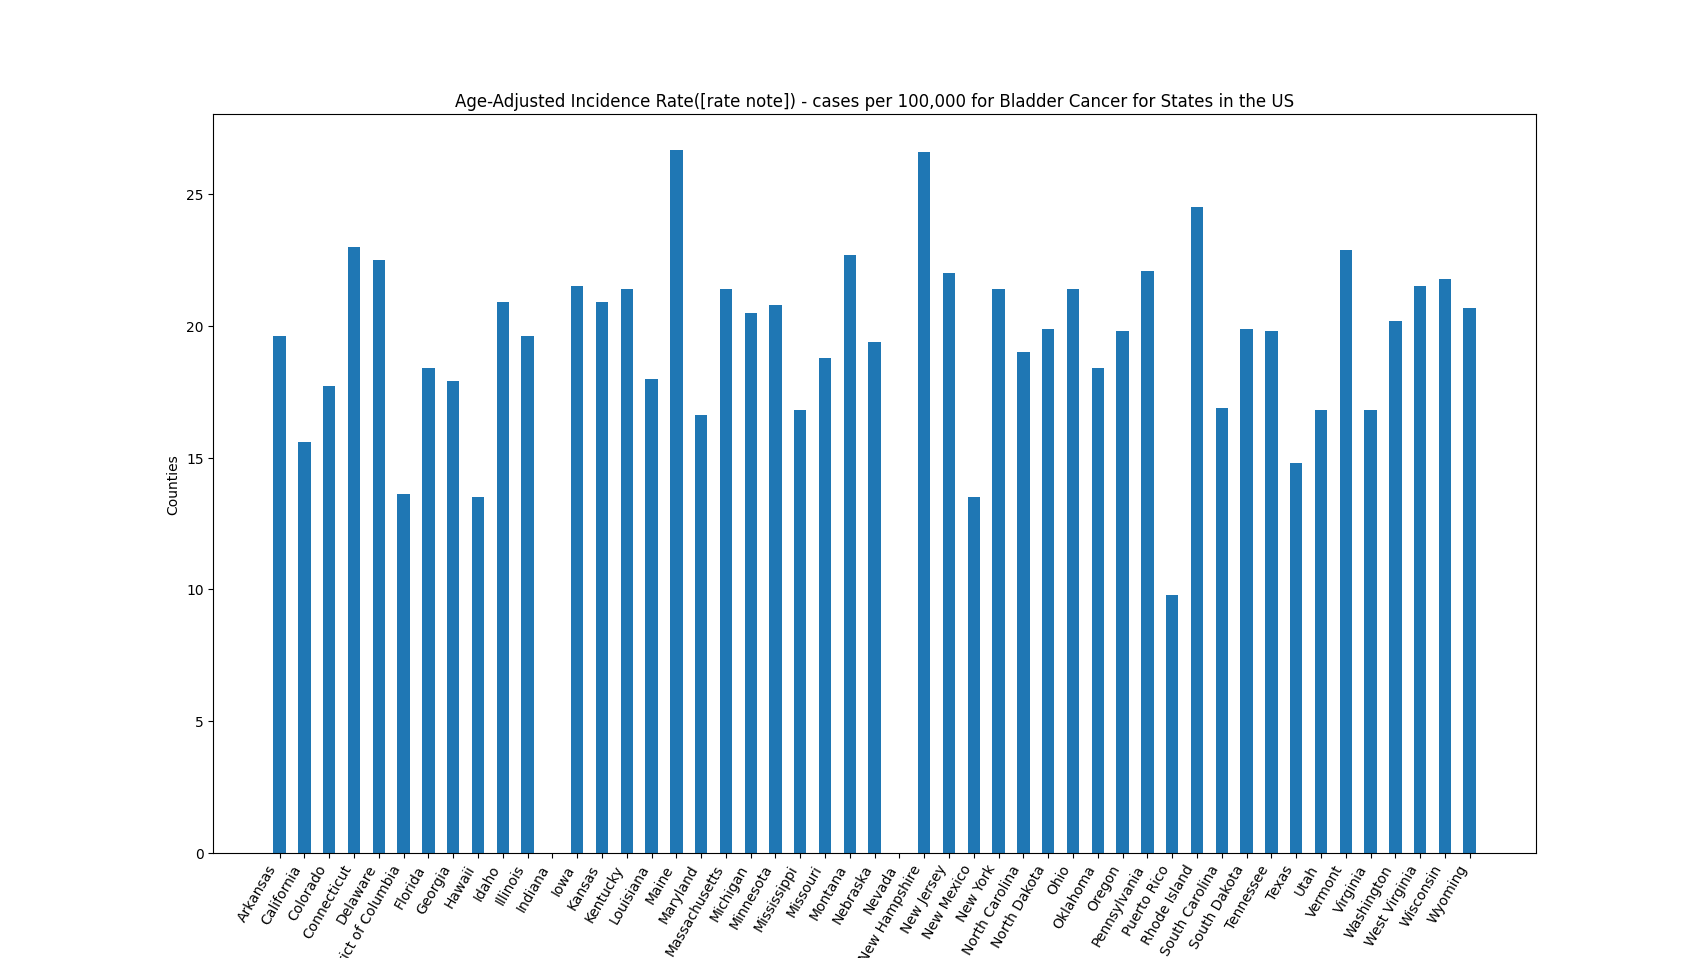 Age-Adjusted Incidence Rate([rate note]) - cases per 100,000 for Bladder Cancer for States in the US
Counties
25
20
15
10
5
0
Arkansas
California
Colorado
Connecticut
Delaware
of Columbia
Florida
Georgia
Hawaii
Idaho
Illinois
Indiana
Iowa
Kansas
Kentucky
Louisiana
Maine
Maryland
Massachusetts
Michigan
Minnesota
Mississippi
Missouri
Montana
Nebraska
Nevada
New Hampshire
New Jersey
New Mexico
New York
North Carolina
North Dakota
Ohio
Oklahoma
Oregon
Pennsylvania
Puerto Rico
Rhode Island
South Carolina
South Dakota
Tennessee
Texas
Utah
Vermont
Virginia
Washington
West Virginia
Wisconsin
Wyoming